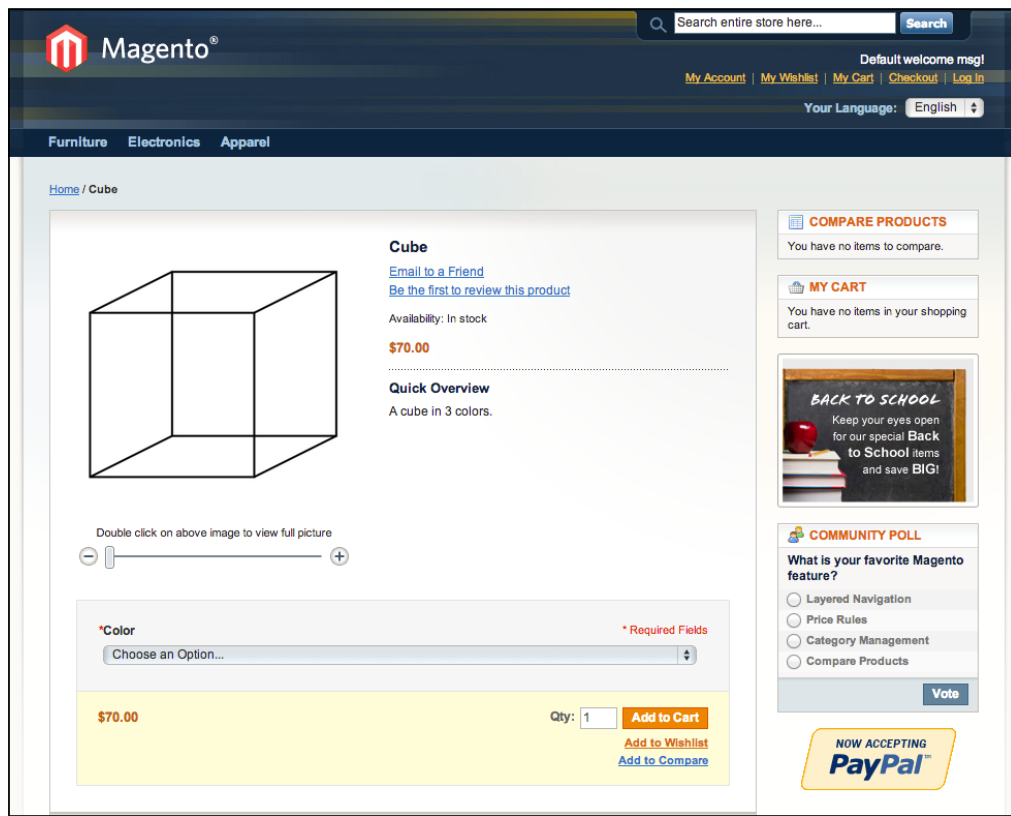 Magento®
Search entire store here...
Search
Default welcome msg!
My Account | My Wishlist | My Cart | Checkout | Log In
Your Language: English
Furniture Electronics Apparel
Home / Cube
Cube
Email to a Friend
Be the first to review this product
Availability: In stock
$70.00
Quick Overview
A cube in 3 colors.
Double click on above image to view full picture
*Color
* Required Fields
Choose an Option...
$70.00
Qty: 1 Add to Cart
Add to Wishlist
Add to Compare
COMPARE PRODUCTS
You have no items to compare.
MY CART
You have no items in your shopping
cart.
BACK TO SCHOOL
Keep your eyes open
for our special Back
to School items
and save BIG!
COMMUNITY POLL
What is your favorite Magento
feature?
Layered Navigation
Price Rules
Category Management
Compare Products
Vote
NOW ACCEPTING
PayPal™